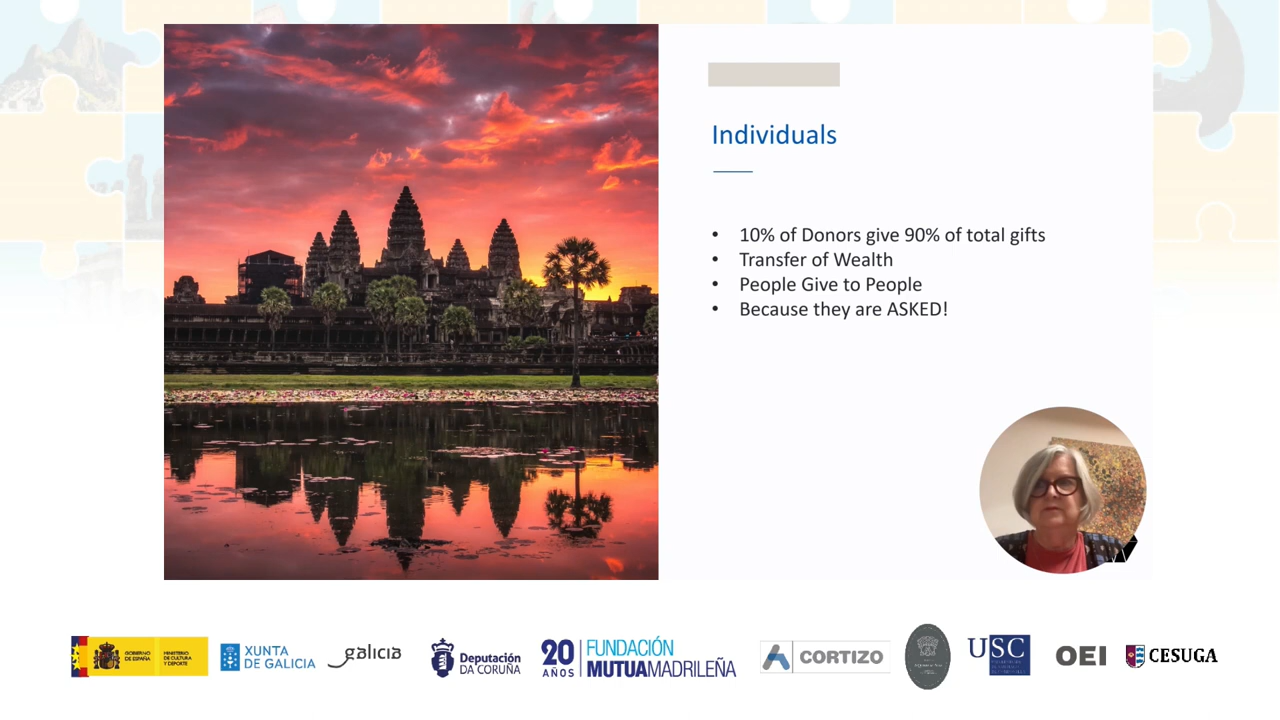 Individuals
• 10% of Donors give 90% of total gifts
• Transfer of Wealth
• People Give to People
• Because they are ASKED!
GOBIERNO
DE ESPAÑA
MINISTERIO
DE CULTURA
Y DEPORTE
XUNTA
DE GALICIA
galicia
Deputación
DA CORUÑA
20
AÑOS
FUNDACIÓN
MUTUAMADRILEÑA
CORTIZO
USC
OEI
CESUGA